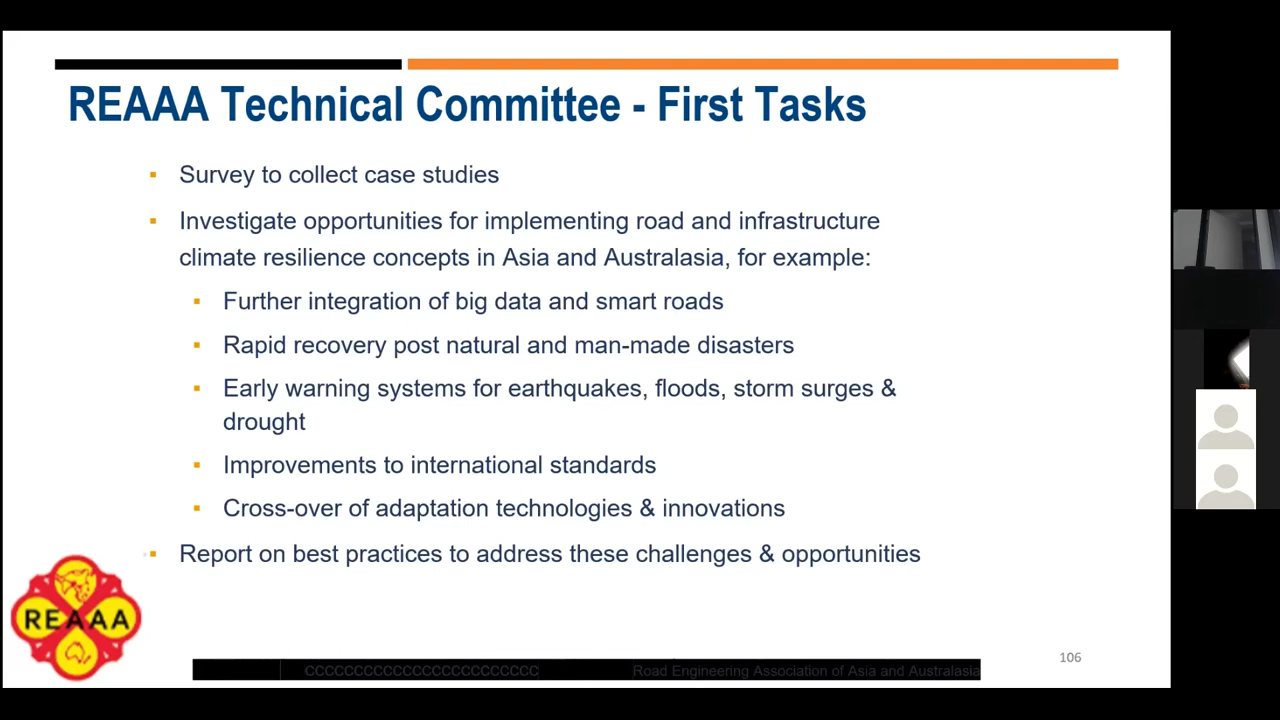 REAAA Technical Committee - First Tasks
▪ Survey to collect case studies
▪ Investigate opportunities for implementing road and infrastructure
climate resilience concepts in Asia and Australasia, for example:
▪ Further integration of big data and smart roads
▪ Rapid recovery post natural and man-made disasters
▪ Early warning systems for earthquakes, floods, storm surges &
drought
▪ Improvements to international standards
▪ Cross-over of adaptation technologies & innovations
▪ Report on best practices to address these challenges & opportunities
REAAA
106
Road Engineering Association of Asia and Australasia